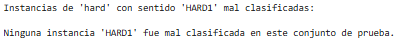 Instancias de 'hard' con sentido 'HARD1' mal clasificadas:
Ninguna instancia 'HARD1' fue mal clasificada en este conjunto de prueba.